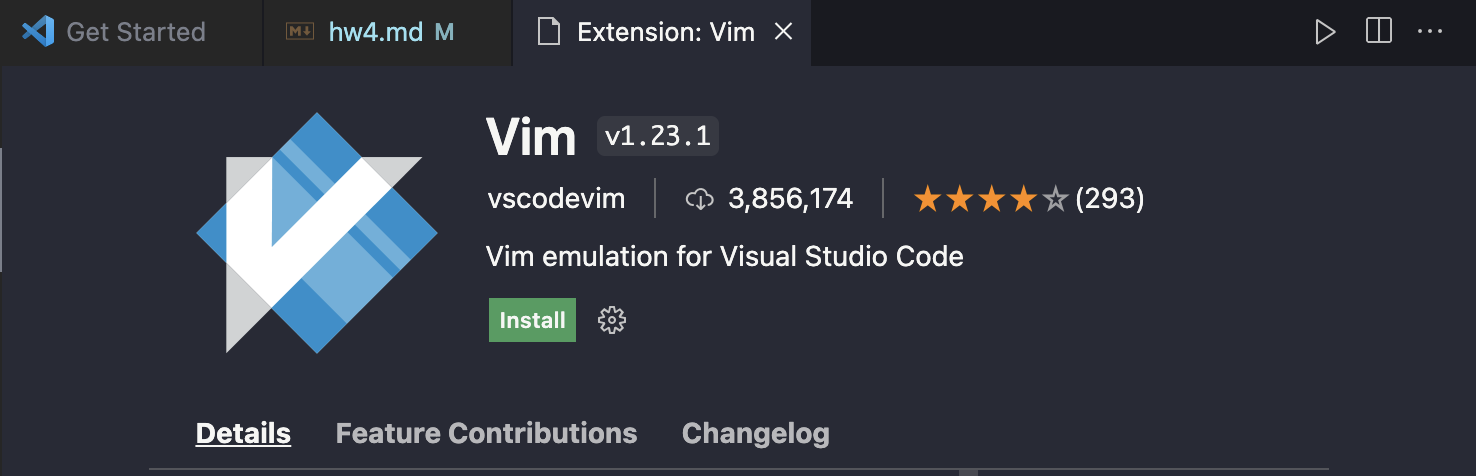 Get Started
hw4.md M
Extension: Vim
Vim v1.23.1
vscodevim 3,856,174 (293)
Vim emulation for Visual Studio Code
Install
Details Feature Contributions Changelog